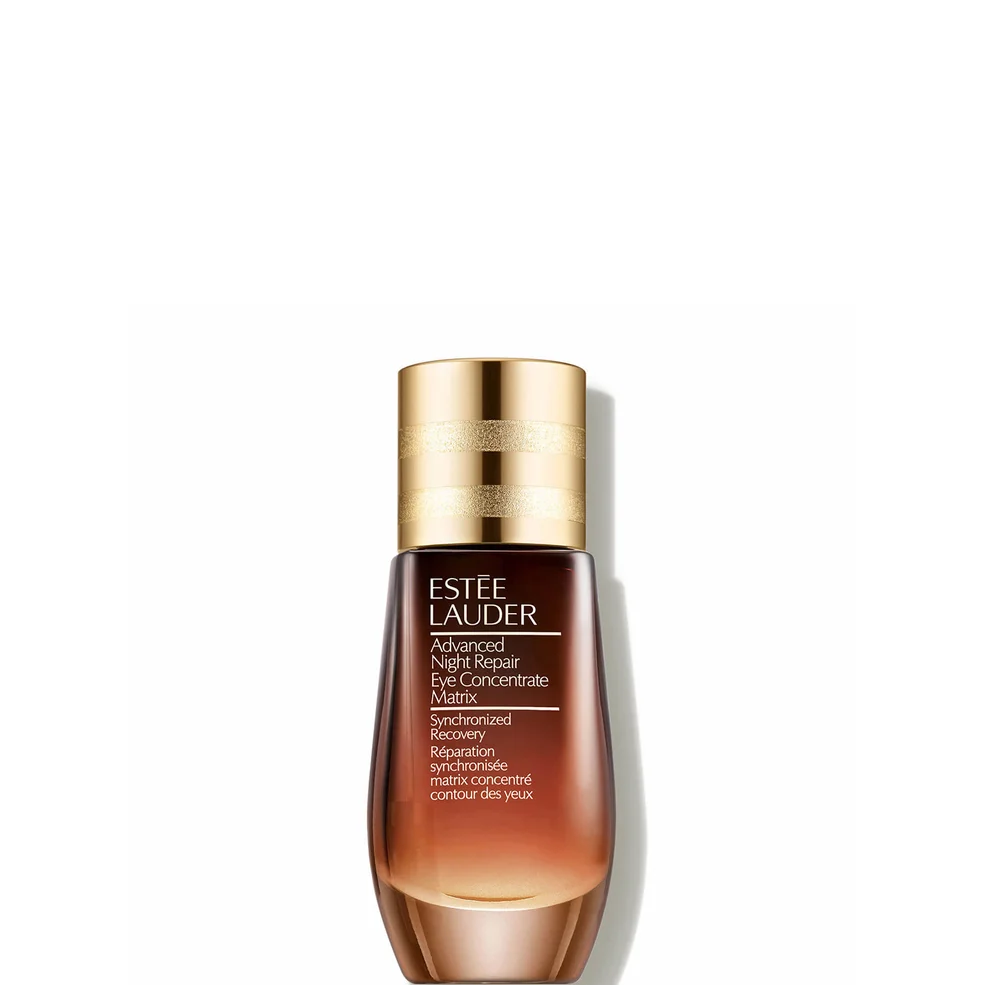 ESTĒE
LAUDER
Advanced
Night Repair
Eye Concentrate
Matrix
Synchronized
Recovery
Réparation
synchronisée
matrix concentré
contour des yeux